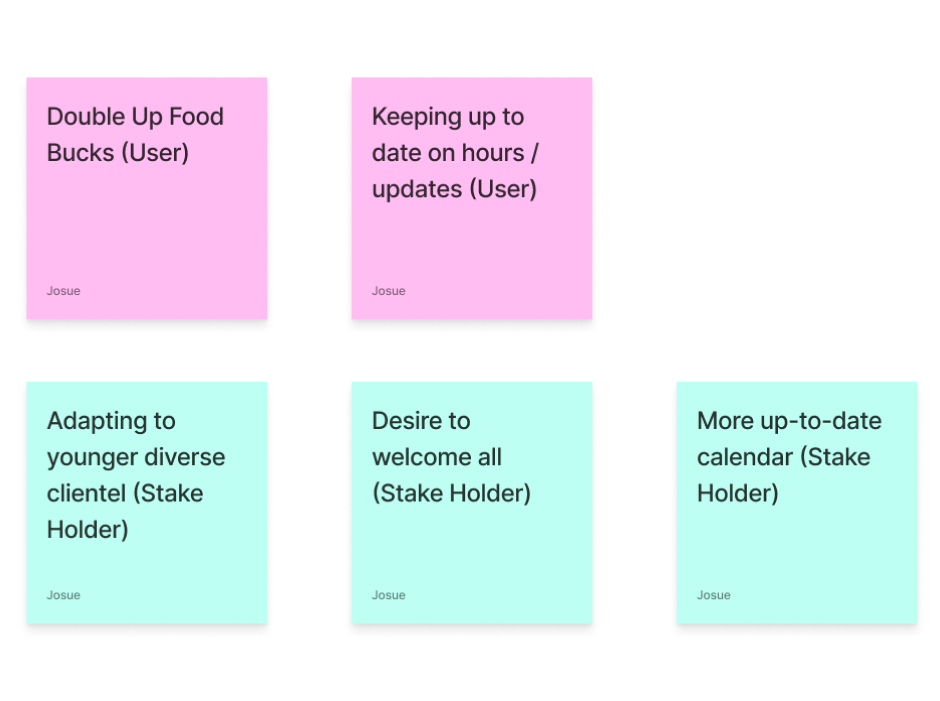 Double Up Food
Bucks (User)
Josue
Keeping up to
date on hours /
updates (User)
Josue
Adapting to
younger diverse
clientel (Stake
Holder)
Josue
Desire to
welcome all
(Stake Holder)
Josue
More up-to-date
calendar (Stake
Holder)
Josue